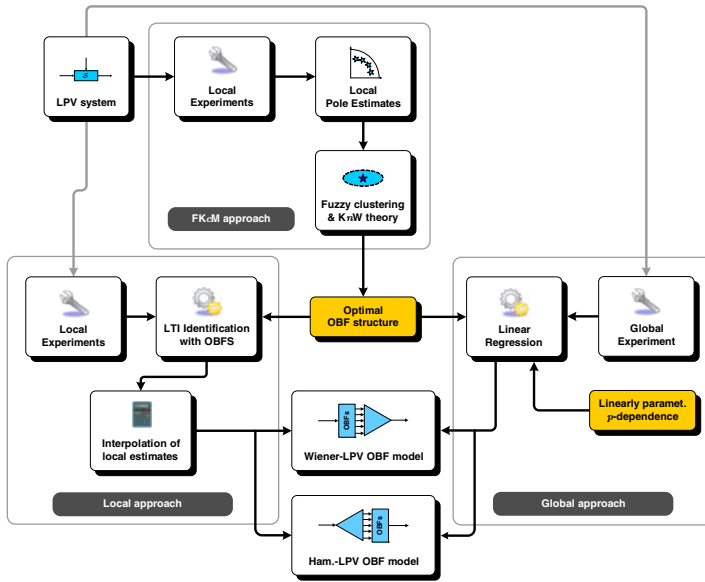 S
LPV system
Local
Experiments
Local
Pole Estimates
Fuzzy clustering
& KnW theory
FKcM approach
Local
Experiments
LTI Identification
with OBFS
Optimal
OBF structure
Linear
Regression
Global
Experiment
Interpolation of
local estimates
OBFs
Wiener-LPV OBF model
Linearly paramet.
p-dependence
Local approach
Global approach
OBFs
Ham.-LPV OBF model